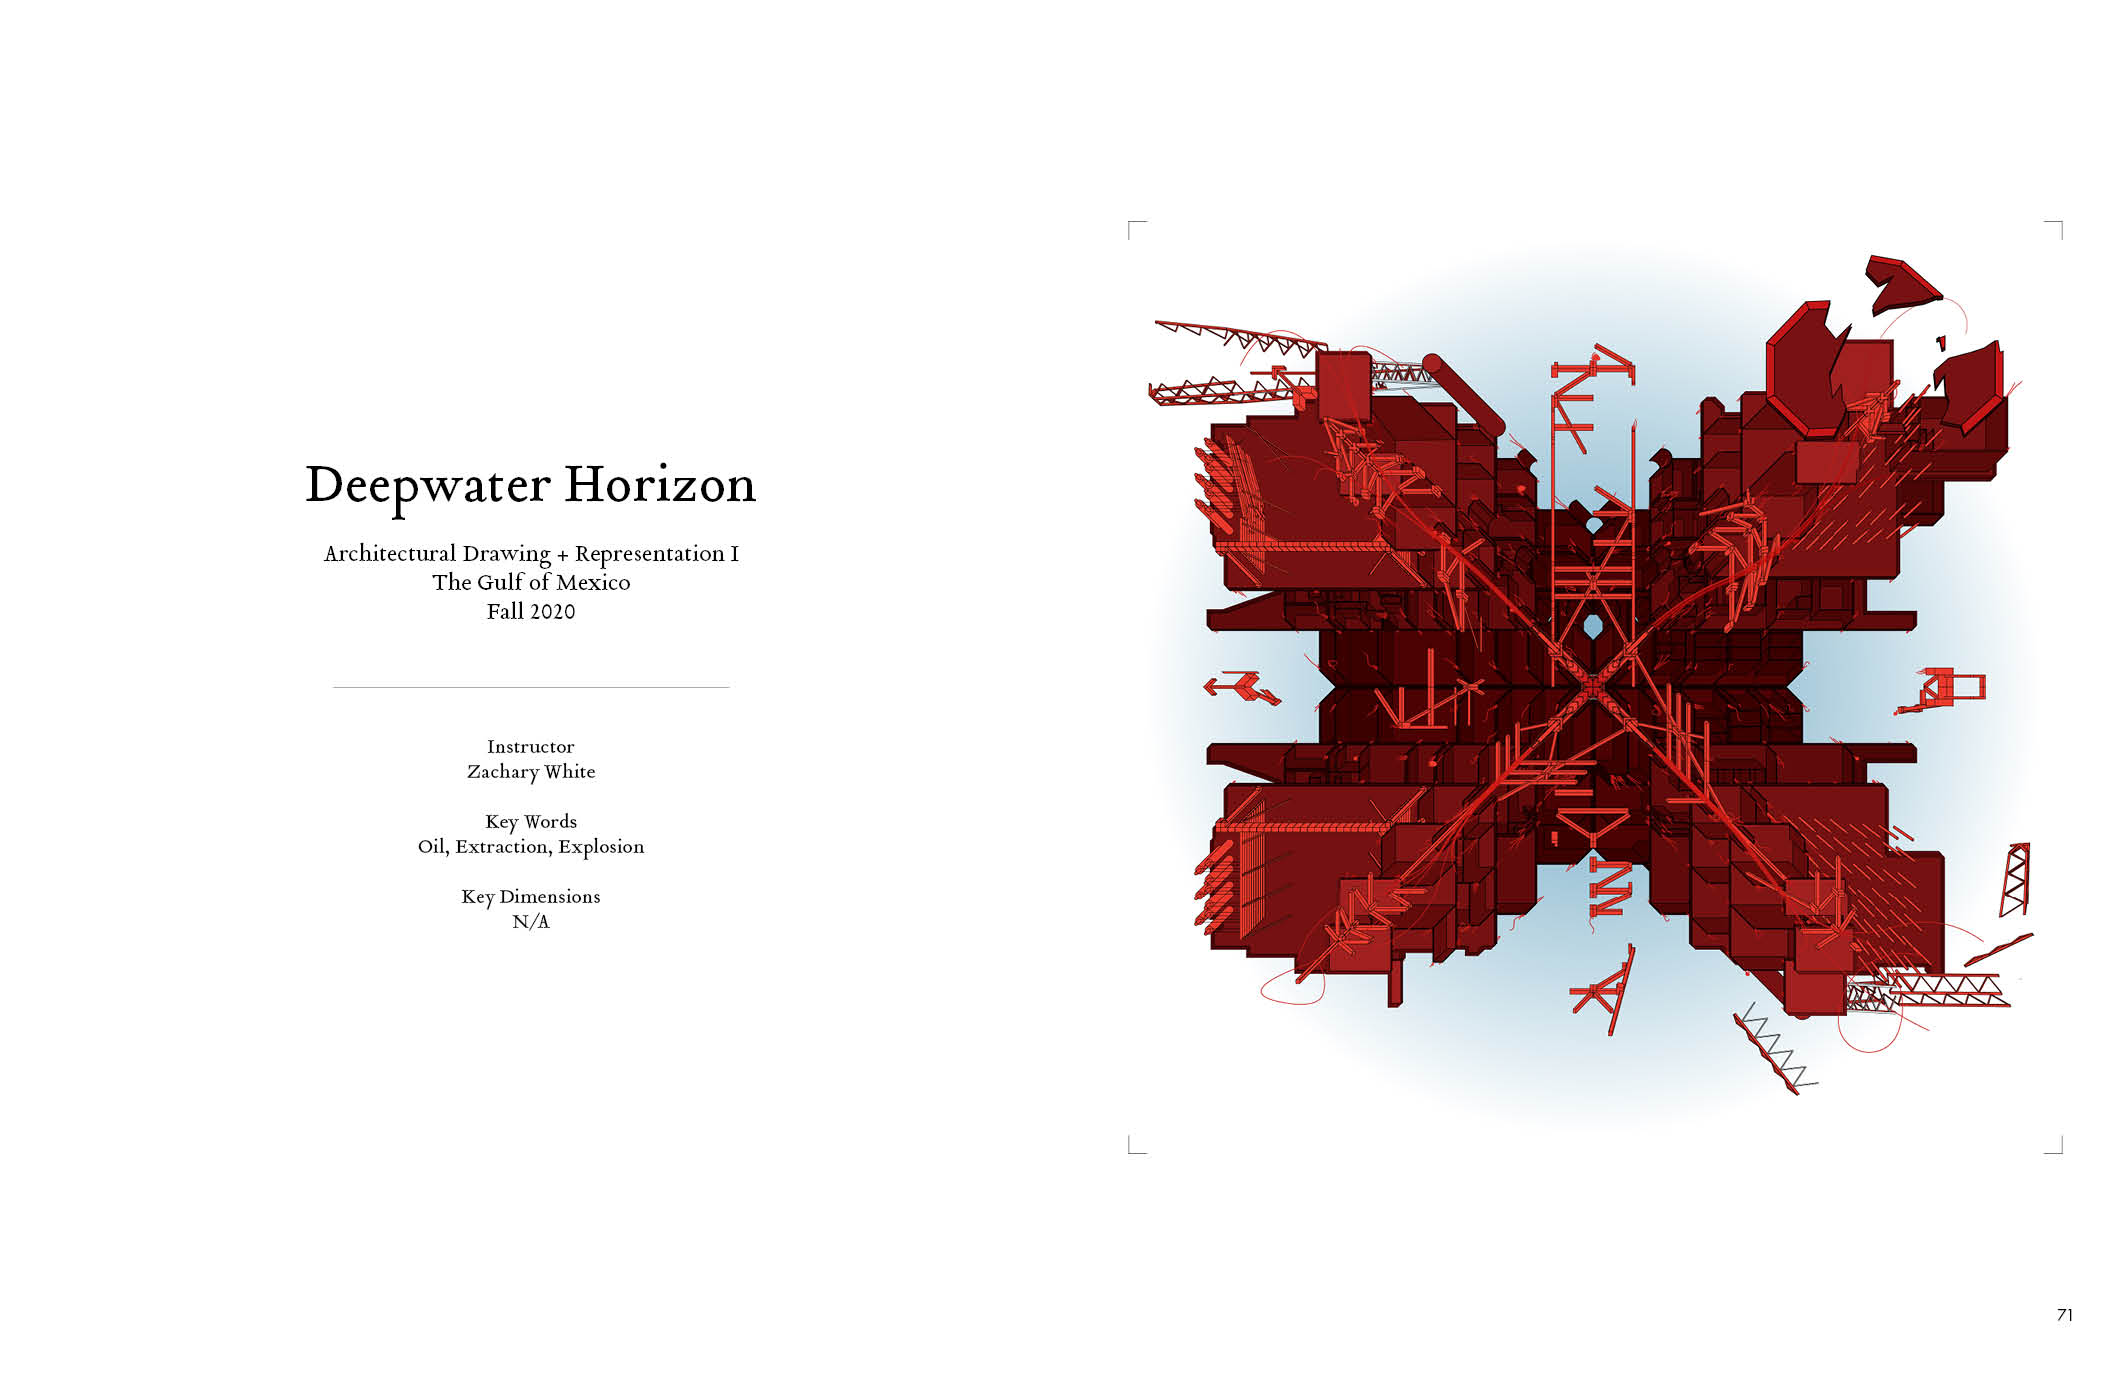 Deepwater Horizon
Architectural Drawing + Representation I
The Gulf of Mexico
Fall 2020
Instructor
Zachary White
Key Words
Oil, Extraction, Explosion
Key Dimensions
N/A
71